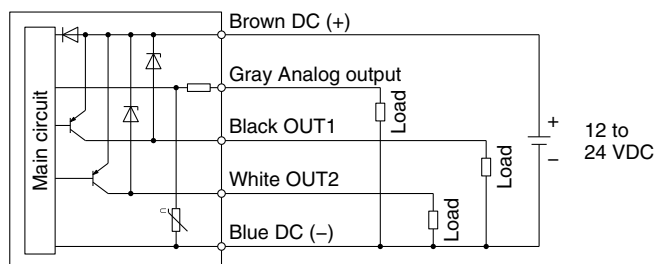 Brown DC (+)
Gray Analog output
Black OUT1
White OUT2
Blue DC (−)
Main circuit
Load
Load
Load
+
−
12 to
24 VDC